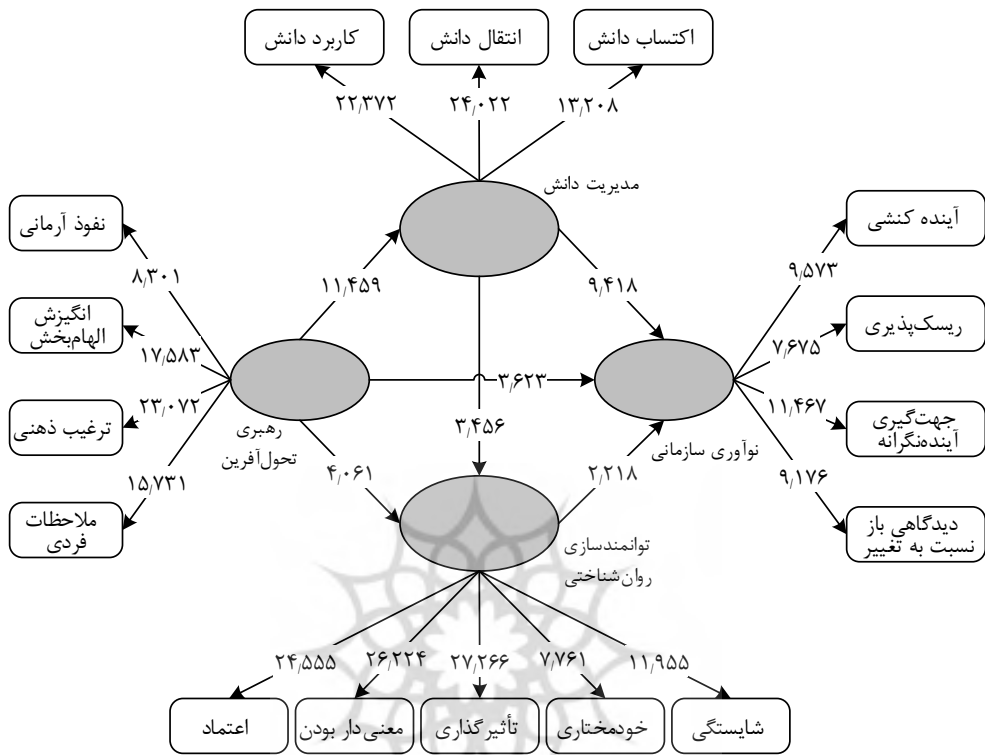 اکتساب دانش
انتقال دانش
کاربرد دانش
۱۳٫۲۰۸
۲۴٫۰۲۲
۲۲٫۳۷۲
مدیریت دانش
آینده کنشی
نفوذ آرمانی
۹٫۵۷۳
۸٫۳۰۱
۹٫۴۱۸
۱۱٫۴۵۹
ریسک‌پذیری
انگیزش
الهام‌بخش
۷٫۶۷۵
۱۷٫۵۸۳
۳٫۶۲۳
۱۱٫۴۶۷
۲۳٫۰۷۲
جهت‌گیری
آینده‌نگرانه
ترغیب ذهنی
۳٫۴۵۶
نوآوری سازمانی
رهبری
تحول‌آفرین
۹٫۱۷۶
۲٫۲۱۸
۴٫۰۶۱
۱۵٫۷۳۱
دیدگاهی باز
نسبت به تغییر
ملاحظات
فردی
توانمندسازی
روان‌شناختی
۱۱٫۹۵۵
۷٫۷۶۱
۲۷٫۲۶۶
۲۶٫۲۲۴
۲۴٫۵۵۵
شایستگی
خودمختاری
تأثیرگذاری
معنی‌دار بودن
اعتماد